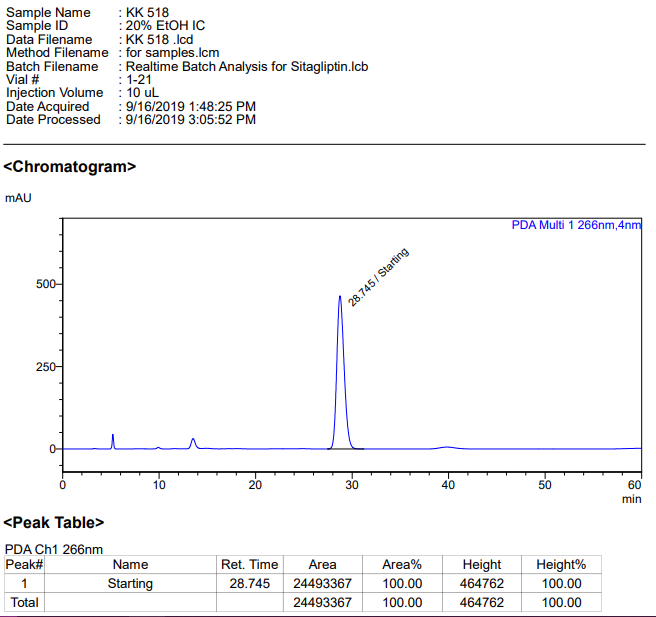 Sample Name : KK 518
Sample ID : 20% EtOH IC
Data Filename : KK 518 .lcd
Method Filename : for samples.lcm
Batch Filename : Realtime Batch Analysis for Sitagliptin.lcb
Vial # : 1-21
Injection Volume : 10 uL
Date Acquired : 9/16/2019 1:48:25 PM
Date Processed : 9/16/2019 3:05:52 PM
<Chromatogram>
mAU
PDA Multi 1 266nm,4nm
28.745 / Starting
500
250
0
0 10 20 30 40 50 60
min
<Peak Table>
PDA Ch1 266nm
Peak# Name Ret. Time Area Area% Height Height%
1 Starting 28.745 24493367 100.00 464762 100.00
Total 24493367 100.00 464762 100.00